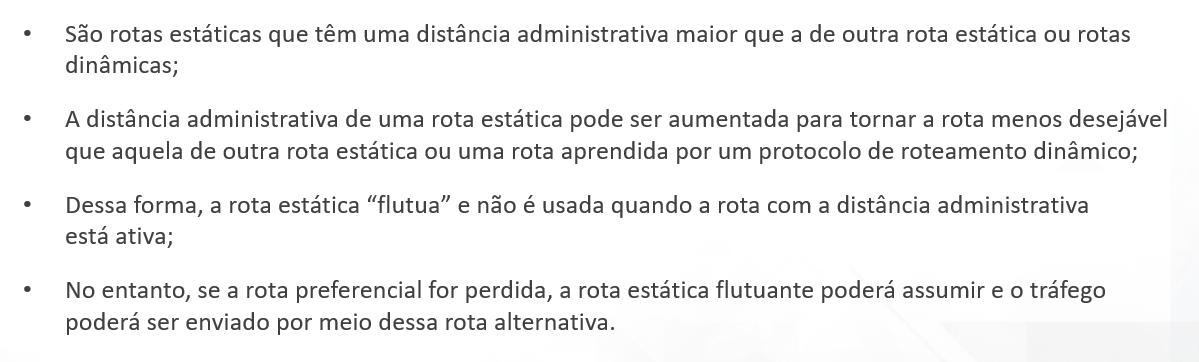 • São rotas estáticas que têm uma distância administrativa maior que a de outra rota estática ou rotas
dinâmicas;
• A distância administrativa de uma rota estática pode ser aumentada para tornar a rota menos desejável
que aquela de outra rota estática ou uma rota aprendida por um protocolo de roteamento dinâmico;
• Dessa forma, a rota estática “flutua” e não é usada quando a rota com a distância administrativa
está ativa;
• No entanto, se a rota preferencial for perdida, a rota estática flutuante poderá assumir e o tráfego
poderá ser enviado por meio dessa rota alternativa.